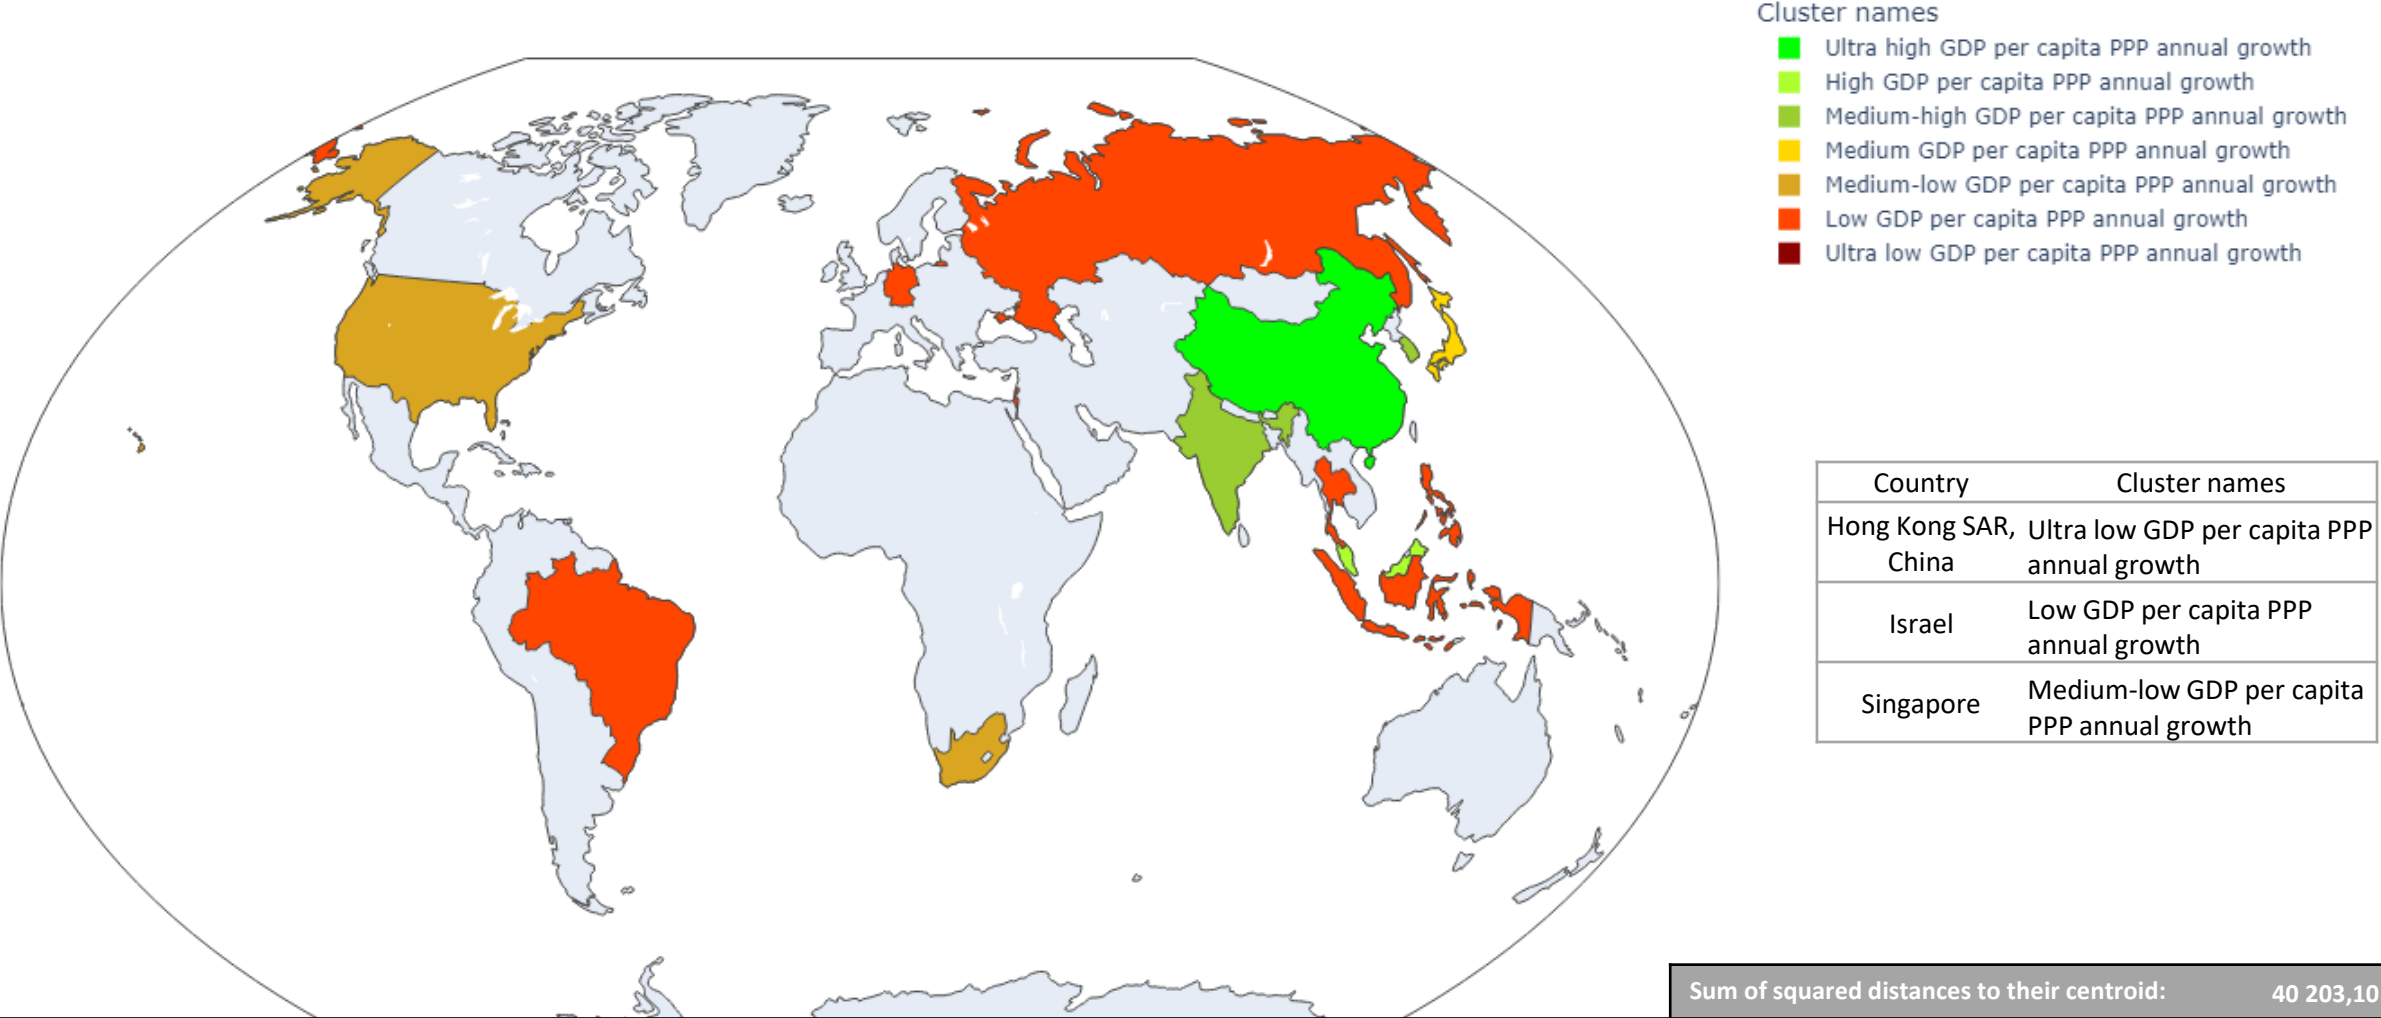 Cluster names
Ultra high GDP per capita PPP annual growth
High GDP per capita PPP annual growth
Medium-high GDP per capita PPP annual growth
Medium GDP per capita PPP annual growth
Medium-low GDP per capita PPP annual growth
Low GDP per capita PPP annual growth
Ultra low GDP per capita PPP annual growth
Country Cluster names
Hong Kong SAR, China Ultra low GDP per capita PPP annual growth
Israel Low GDP per capita PPP annual growth
Singapore Medium-low GDP per capita PPP annual growth
Sum of squared distances to their centroid: 40 203,10